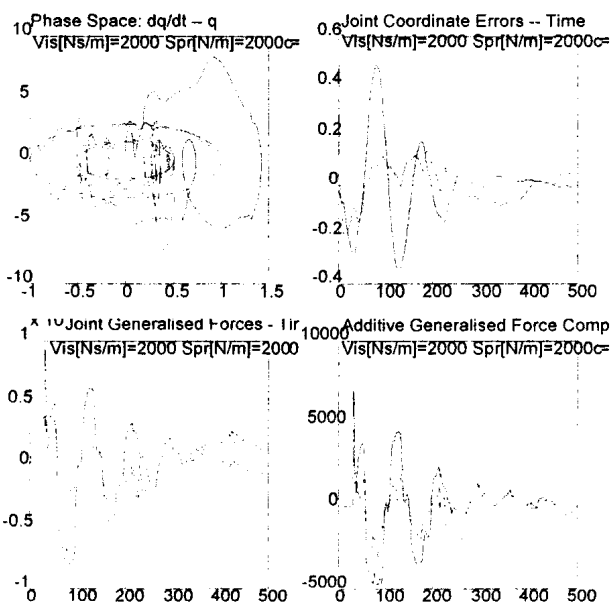 Phase Space: dq/dt -- q
Vis[Ns/m]=2000 Spr[N/m]=2000c=
10
5
0
-5
-10
-1 -0.5 0 0.5 1 1.5
Joint Coordinate Errors -- Time
Vis[Ns/m]=2000 Spr[N/m]=2000c=
0.6
0.4
0.2
0
-0.2
-0.4
0 100 200 300 400 500
x 10 Joint Generalised Forces - Tir
Vis[Ns/m]=2000 Spr[N/m]=2000
1
0.5
0
-0.5
-1
0 100 200 300 400 500
Additive Generalised Force Comp
Vis[Ns/m]=2000 Spr[N/m]=2000c=
10000
5000
0
-5000
0 100 200 300 400 500